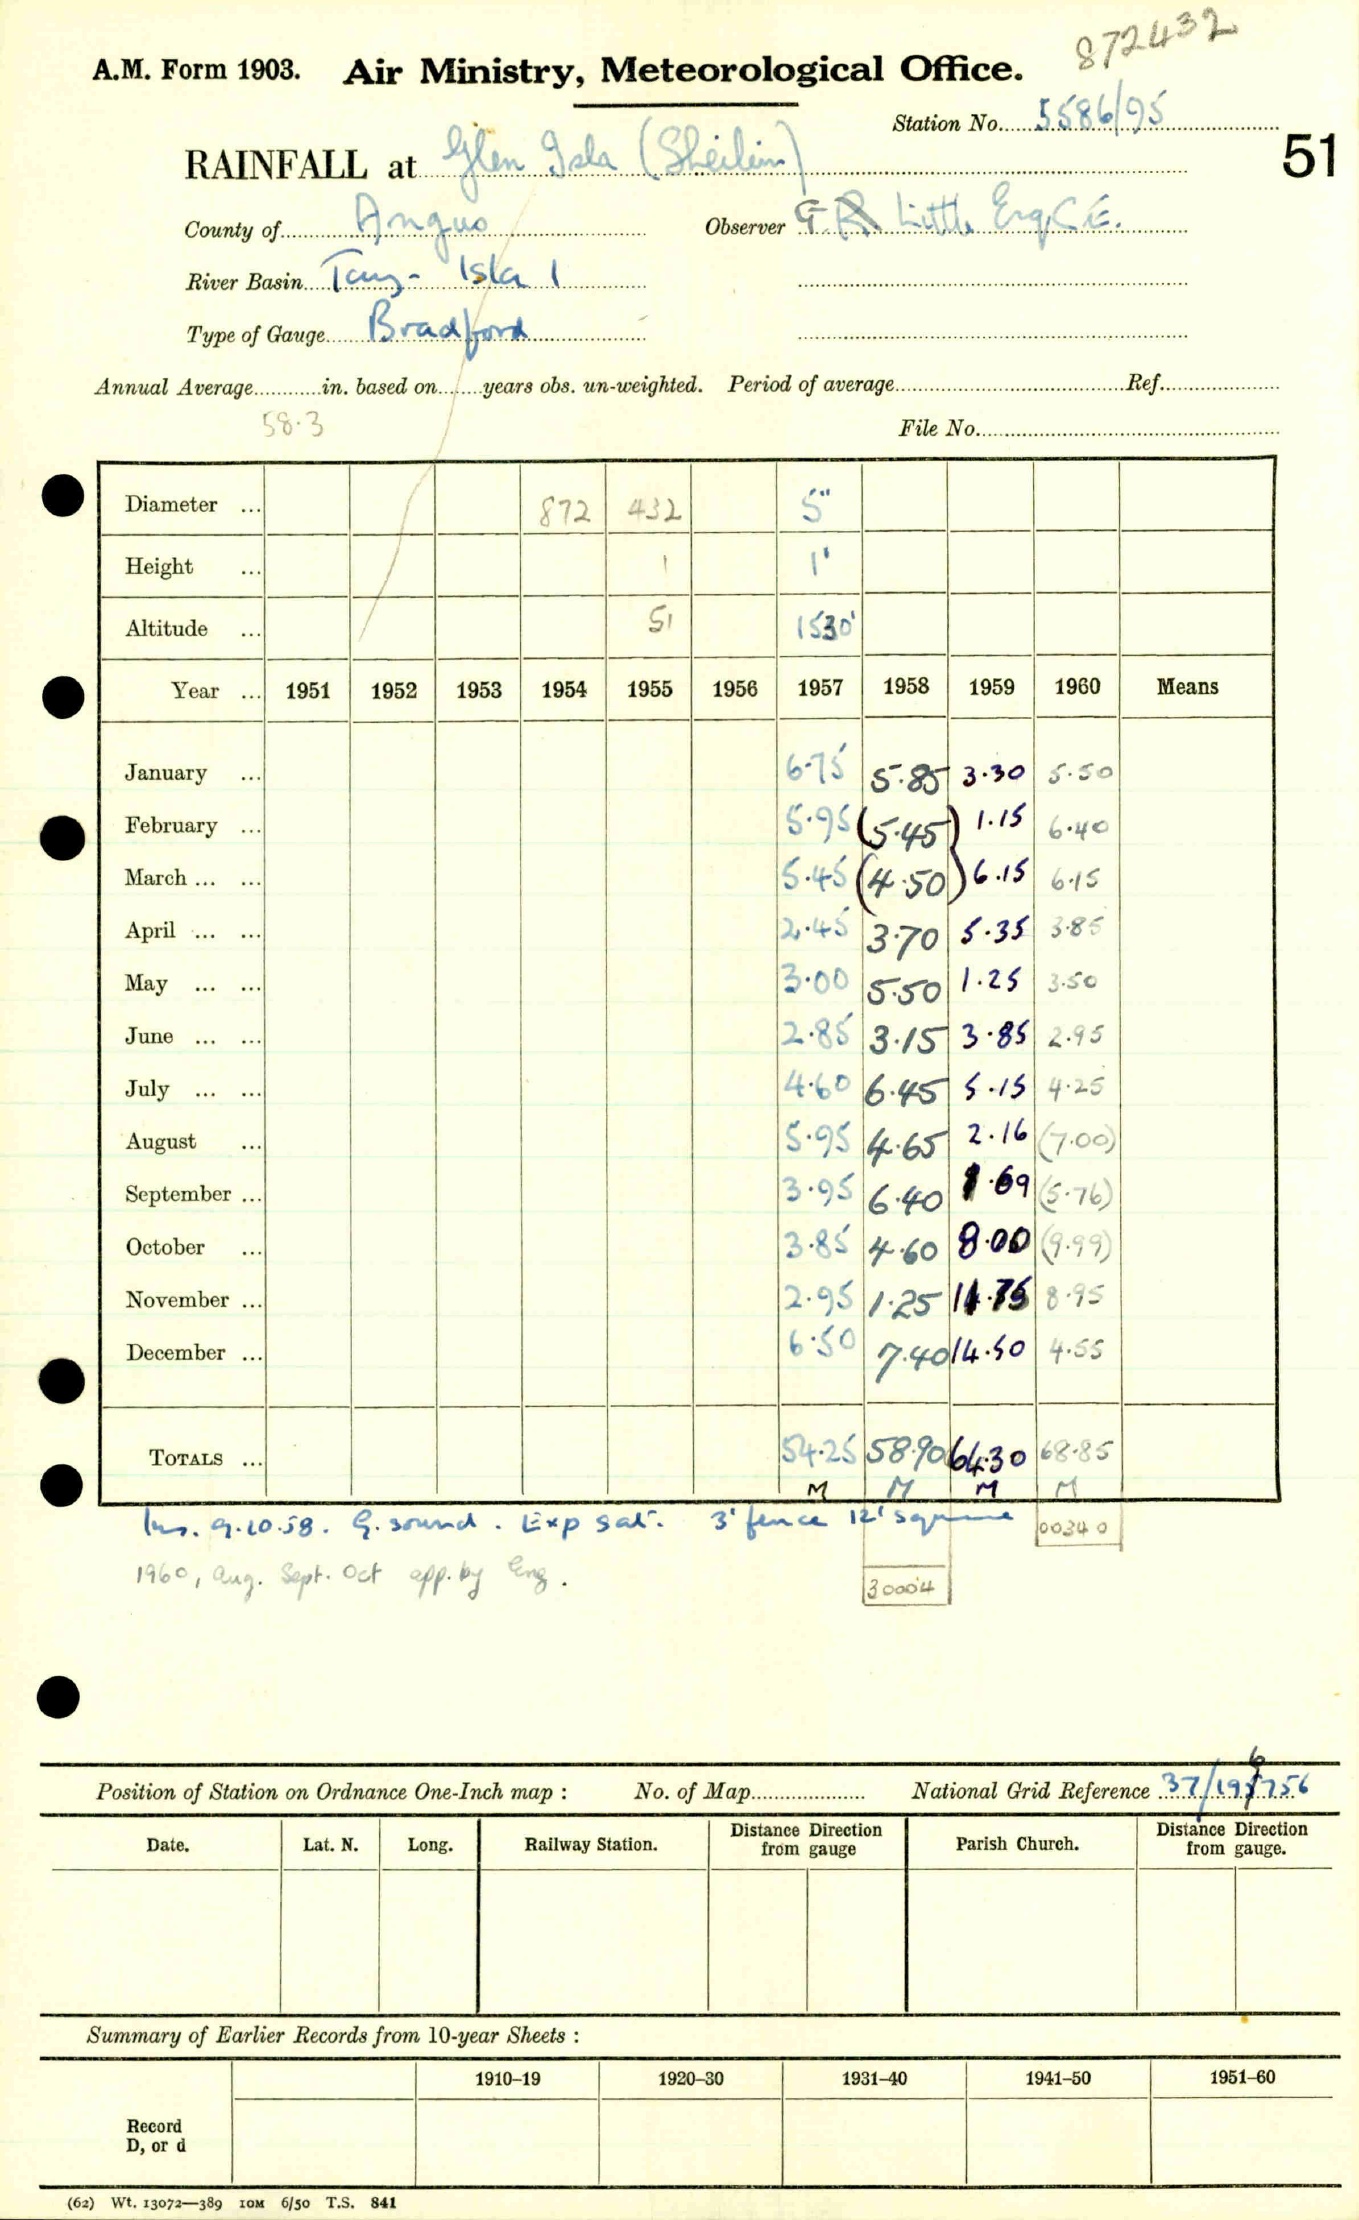 872432
A.M. Form 1903. Air Ministry, Meteorological Office.
Station No. 5586/95
51
RAINFALL at Glen Isla (Sheilin)
County of Angus Observer Little Esq, C.E.
River Basin Tay - Isla 1
Type of Gauge Bradford
Annual Average in. based on years obs. un-weighted. Period of average Ref.
58.3
File No.
Diameter ... 872 432 5"
Height ... 1 1'
Altitude ... 51 1530'
Year ... 1951 1952 1953 1954 1955 1956 1957 1958 1959 1960 Means
January ... 6.75 5.85 3.30 5.50
February ... 5.95 (5.45) 1.15 6.40
March ... ... 5.45 (4.50) 6.15 6.15
April ... ... 2.45 3.70 5.35 3.85
May ... ... 3.00 5.50 1.25 3.50
June ... ... 2.85 3.15 3.85 2.95
July ... ... 4.60 6.45 5.15 4.25
August ... 5.95 4.65 2.16 (7.00)
September ... 3.95 6.40 1.69 (5.76)
October ... 3.85 4.60 8.00 (9.99)
November ... 2.95 1.25 11.75 8.95
December ... 6.50 7.40 14.50 4.55
TOTALS ... 54.25 58.90 64.30 68.85
M M M M
Ins. 9.10.58. G. sound. Exp sat. 3' fence 12' square 00340
1960, Aug. Sept. Oct app. by Eng. 30004
Position of Station on Ordnance One-Inch map : No. of Map National Grid Reference 37/196756
Date. Lat. N. Long. Railway Station. Distance from gauge Direction Parish Church. Distance from gauge. Direction
Summary of Earlier Records from 10-year Sheets :
1910–19 1920–30 1931–40 1941–50 1951–60
Record
D, or d
(62) Wt. 13072—389 10M 6/50 T.S. 841